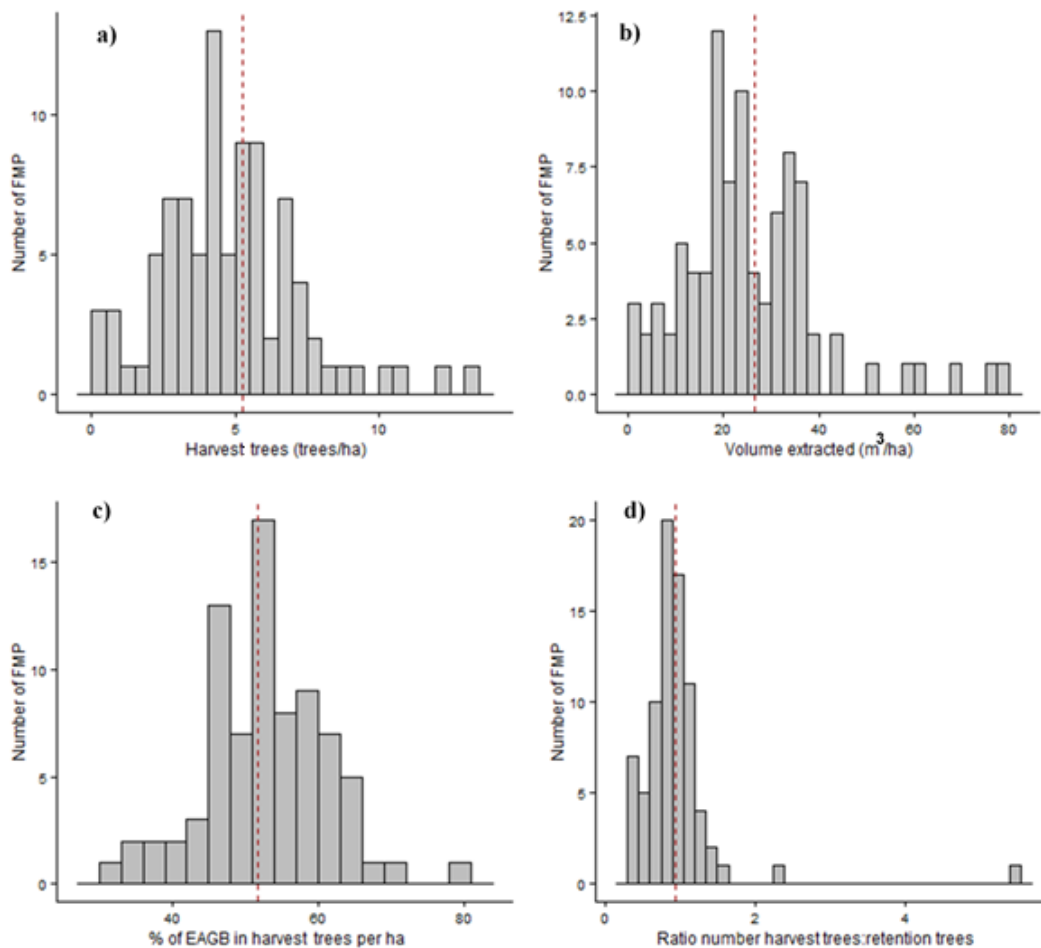 a)
Number of FMP
10
5
0
0 5 10
Harvest trees (trees/ha)
b)
Number of FMP
12.5
10.0
7.5
5.0
2.5
0.0
0 20 40 60 80
Volume extracted (m³/ha)
c)
Number of FMP
15
10
5
0
40 60 80
% of EAGB in harvest trees per ha
d)
Number of FMP
20
15
10
5
0
0 2 4
Ratio number harvest trees:retention trees